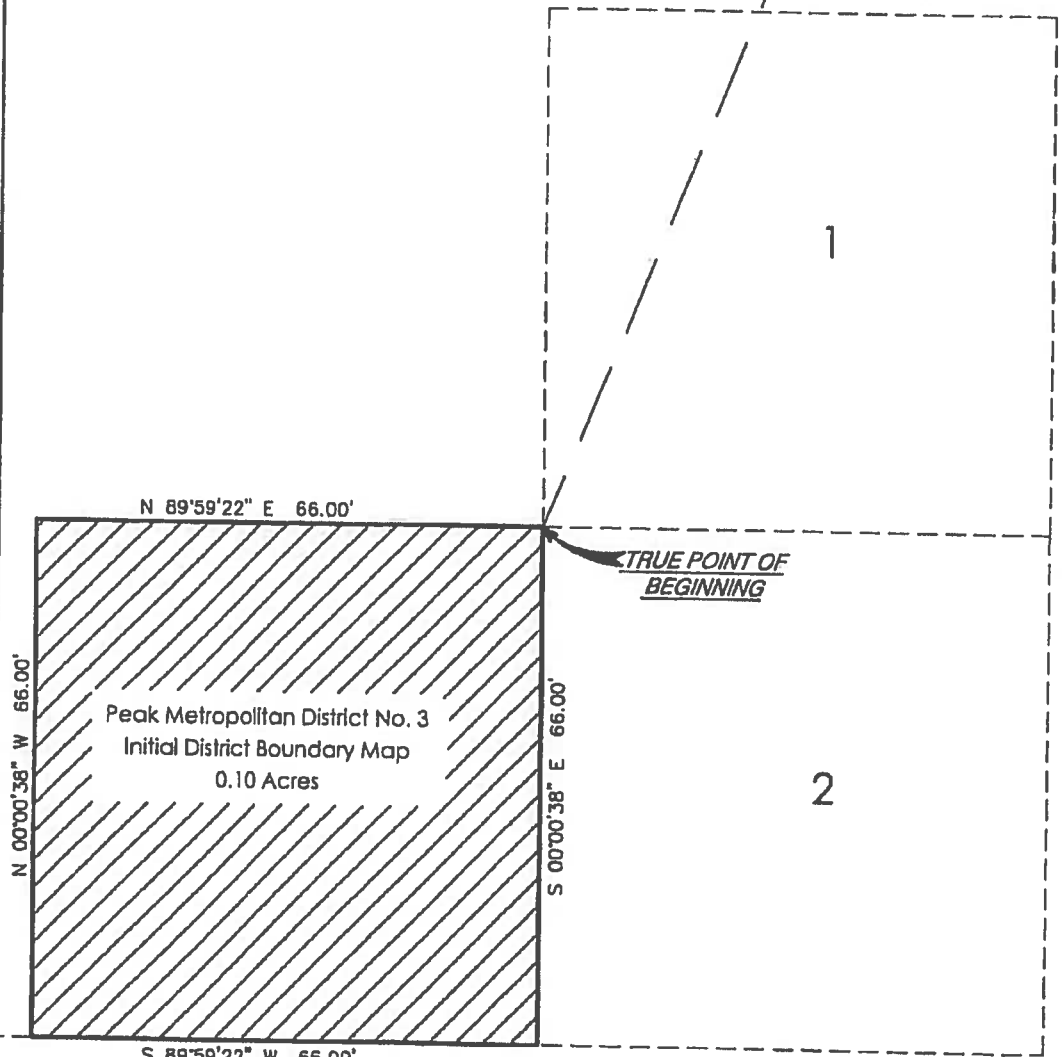 1
N 89°59'22" E 66.00'
TRUE POINT OF
BEGINNING
N 00°00'38" W 66.00'
Peak Metropolitan District No. 3
Initial District Boundary Map
0.10 Acres
S 00°00'38" E 66.00'
2
S 89°59'22" W 66.00'